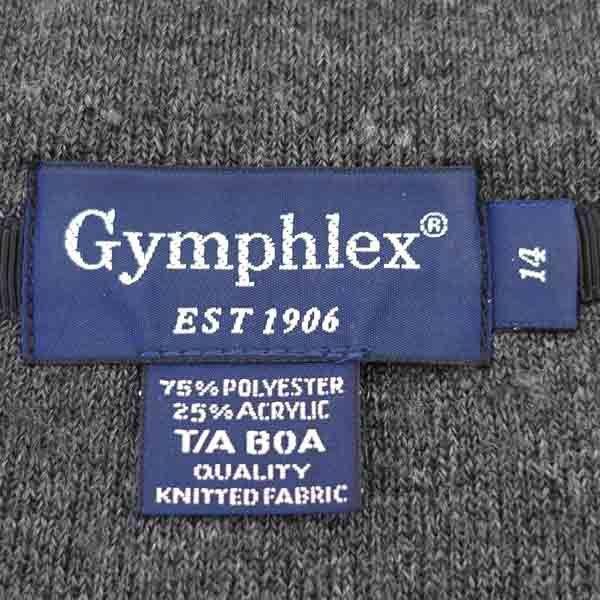 Gymphlex®
EST 1906
14
75% POLYESTER
25% ACRYLIC
T/A BOA
QUALITY
KNITTED FABRIC